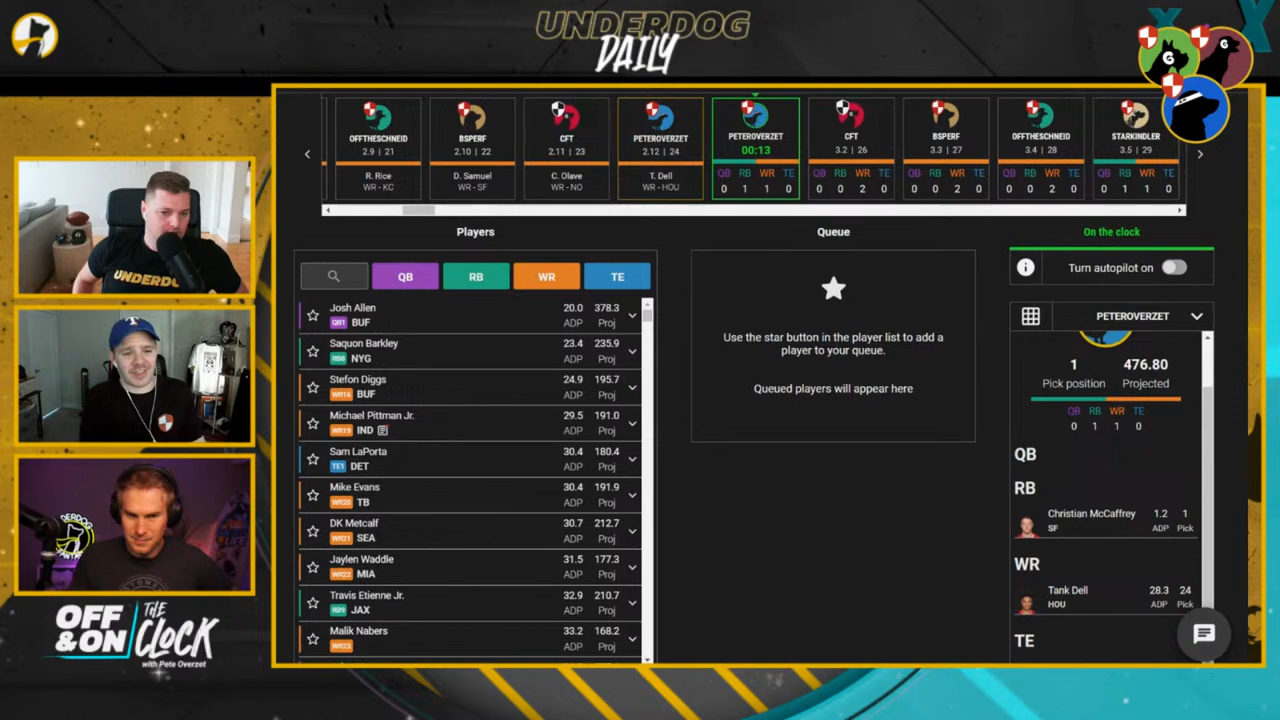 UNDERDOG
DAILY
G
G
OFFTHESCHNEID
2.9 | 21
R. Rice
WR - KC
BSPERF
2.10 | 22
D. Samuel
WR - SF
CFT
2.11 | 23
C. Olave
WR - NO
PETEROVERZET
2.12 | 24
T. Dell
WR - HOU
PETEROVERZET
00:13
QB RB WR TE
0 1 1 0
CFT
3.2 | 26
QB RB WR TE
0 0 2 0
BSPERF
3.3 | 27
QB RB WR TE
0 0 2 0
OFFTHESCHNEID
3.4 | 28
QB RB WR TE
0 0 2 0
STARKINDLER
3.5 | 29
QB RB WR TE
0 1 1 0
Players
Queue
On the clock
QB RB WR TE
Josh Allen 20.0 378.3
QB1 BUF ADP Proj
Saquon Barkley 23.4 235.9
RB8 NYG ADP Proj
Stefon Diggs 24.9 195.7
WR16 BUF ADP Proj
Michael Pittman Jr. 29.5 191.0
WR19 IND ADP Proj
Sam LaPorta 30.4 180.4
TE1 DET ADP Proj
Mike Evans 30.4 191.9
WR20 TB ADP Proj
DK Metcalf 30.7 212.7
WR21 SEA ADP Proj
Jaylen Waddle 31.5 177.3
WR22 MIA ADP Proj
Travis Etienne Jr. 32.9 210.7
RB9 JAX ADP Proj
Malik Nabers 33.2 168.2
WR23 ADP Proj
Use the star button in the player list to add a
player to your queue.
Queued players will appear here
Turn autopilot on
PETEROVERZET
1 476.80
Pick position Projected
QB RB WR TE
0 1 1 0
QB
RB
Christian McCaffrey 1.2 1
SF ADP Pick
WR
Tank Dell 28.3 24
HOU ADP Pick
TE
UNDERDO
OFF
&ON
THE
CLOCK
with Pete Overzet